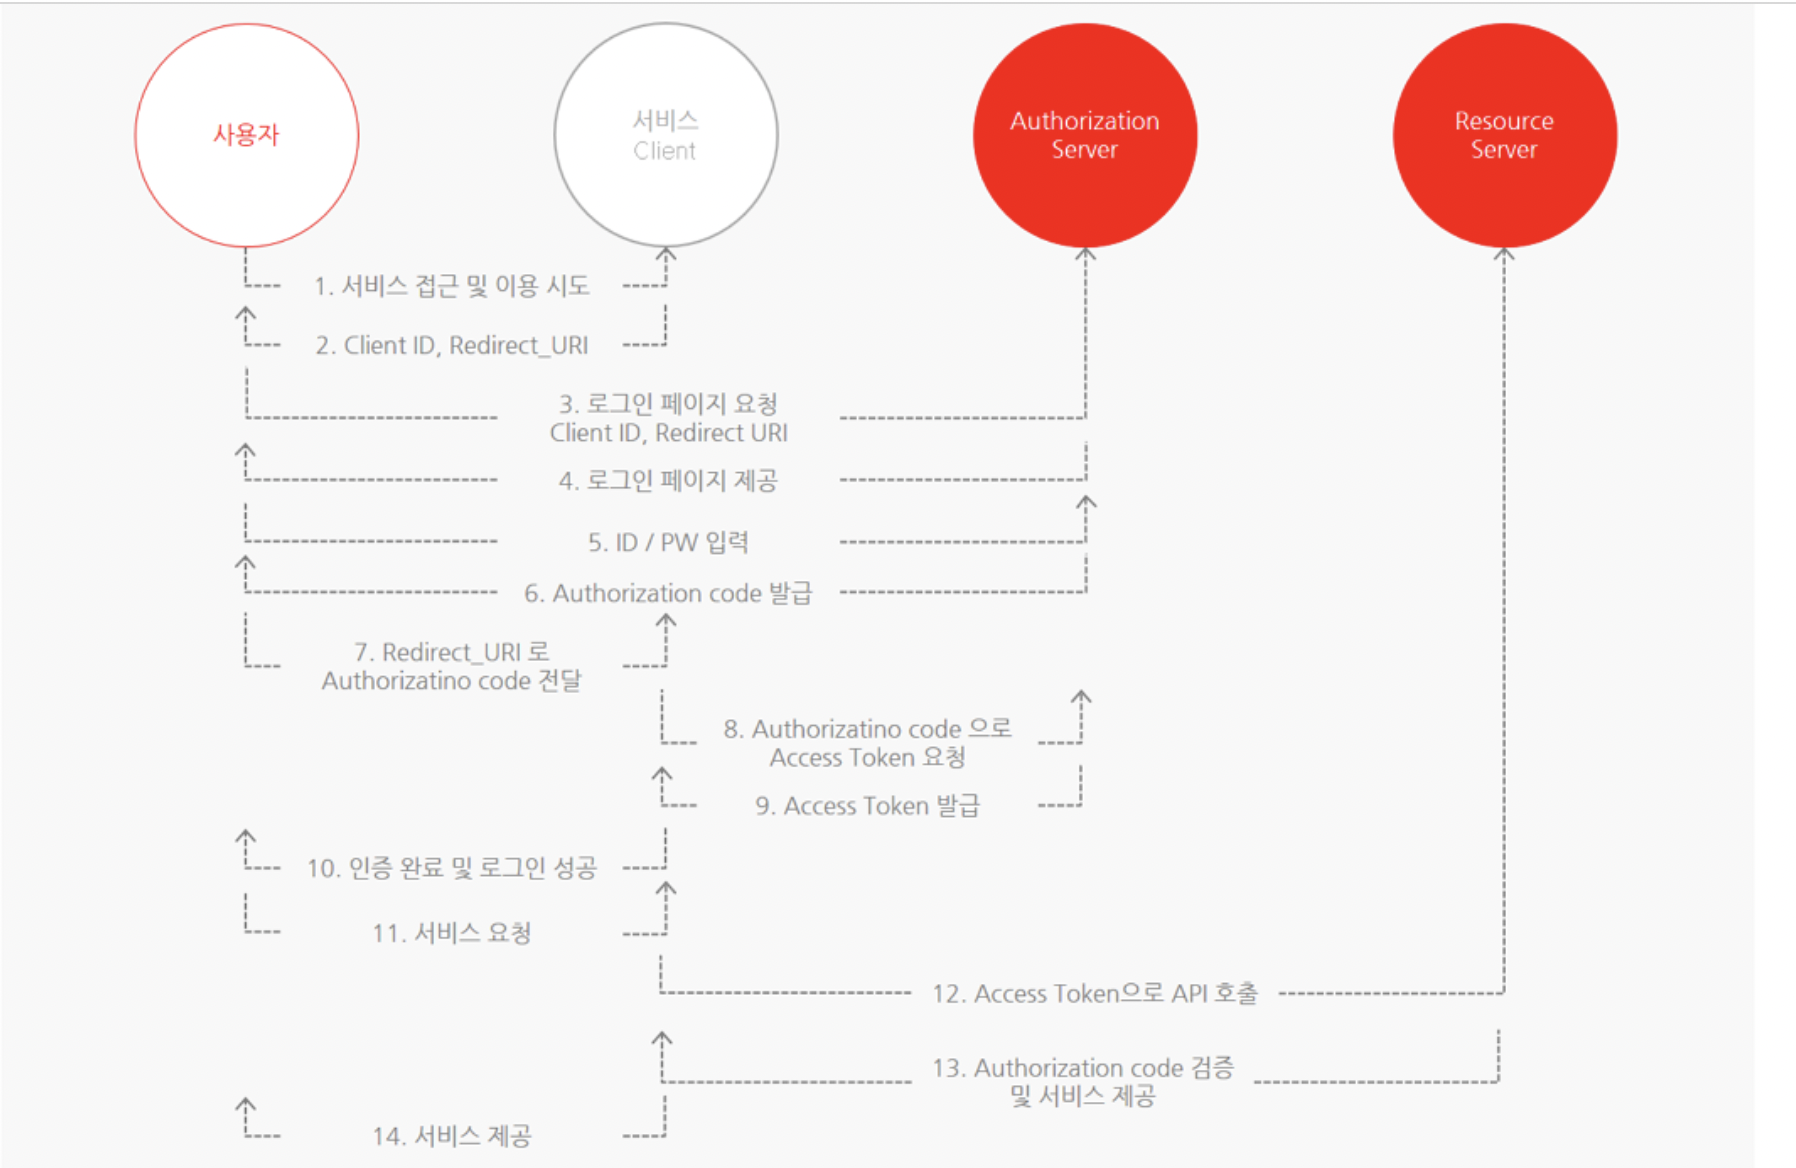 사용자
서비스
Client
Authorization
Server
Resource
Server
1. 서비스 접근 및 이용 시도
2. Client ID, Redirect_URI
3. 로그인 페이지 요청
Client ID, Redirect URI
4. 로그인 페이지 제공
5. ID / PW 입력
6. Authorization code 발급
7. Redirect_URI 로
Authorizatino code 전달
8. Authorizatino code 으로
Access Token 요청
9. Access Token 발급
10. 인증 완료 및 로그인 성공
11. 서비스 요청
12. Access Token으로 API 호출
13. Authorization code 검증
및 서비스 제공
14. 서비스 제공